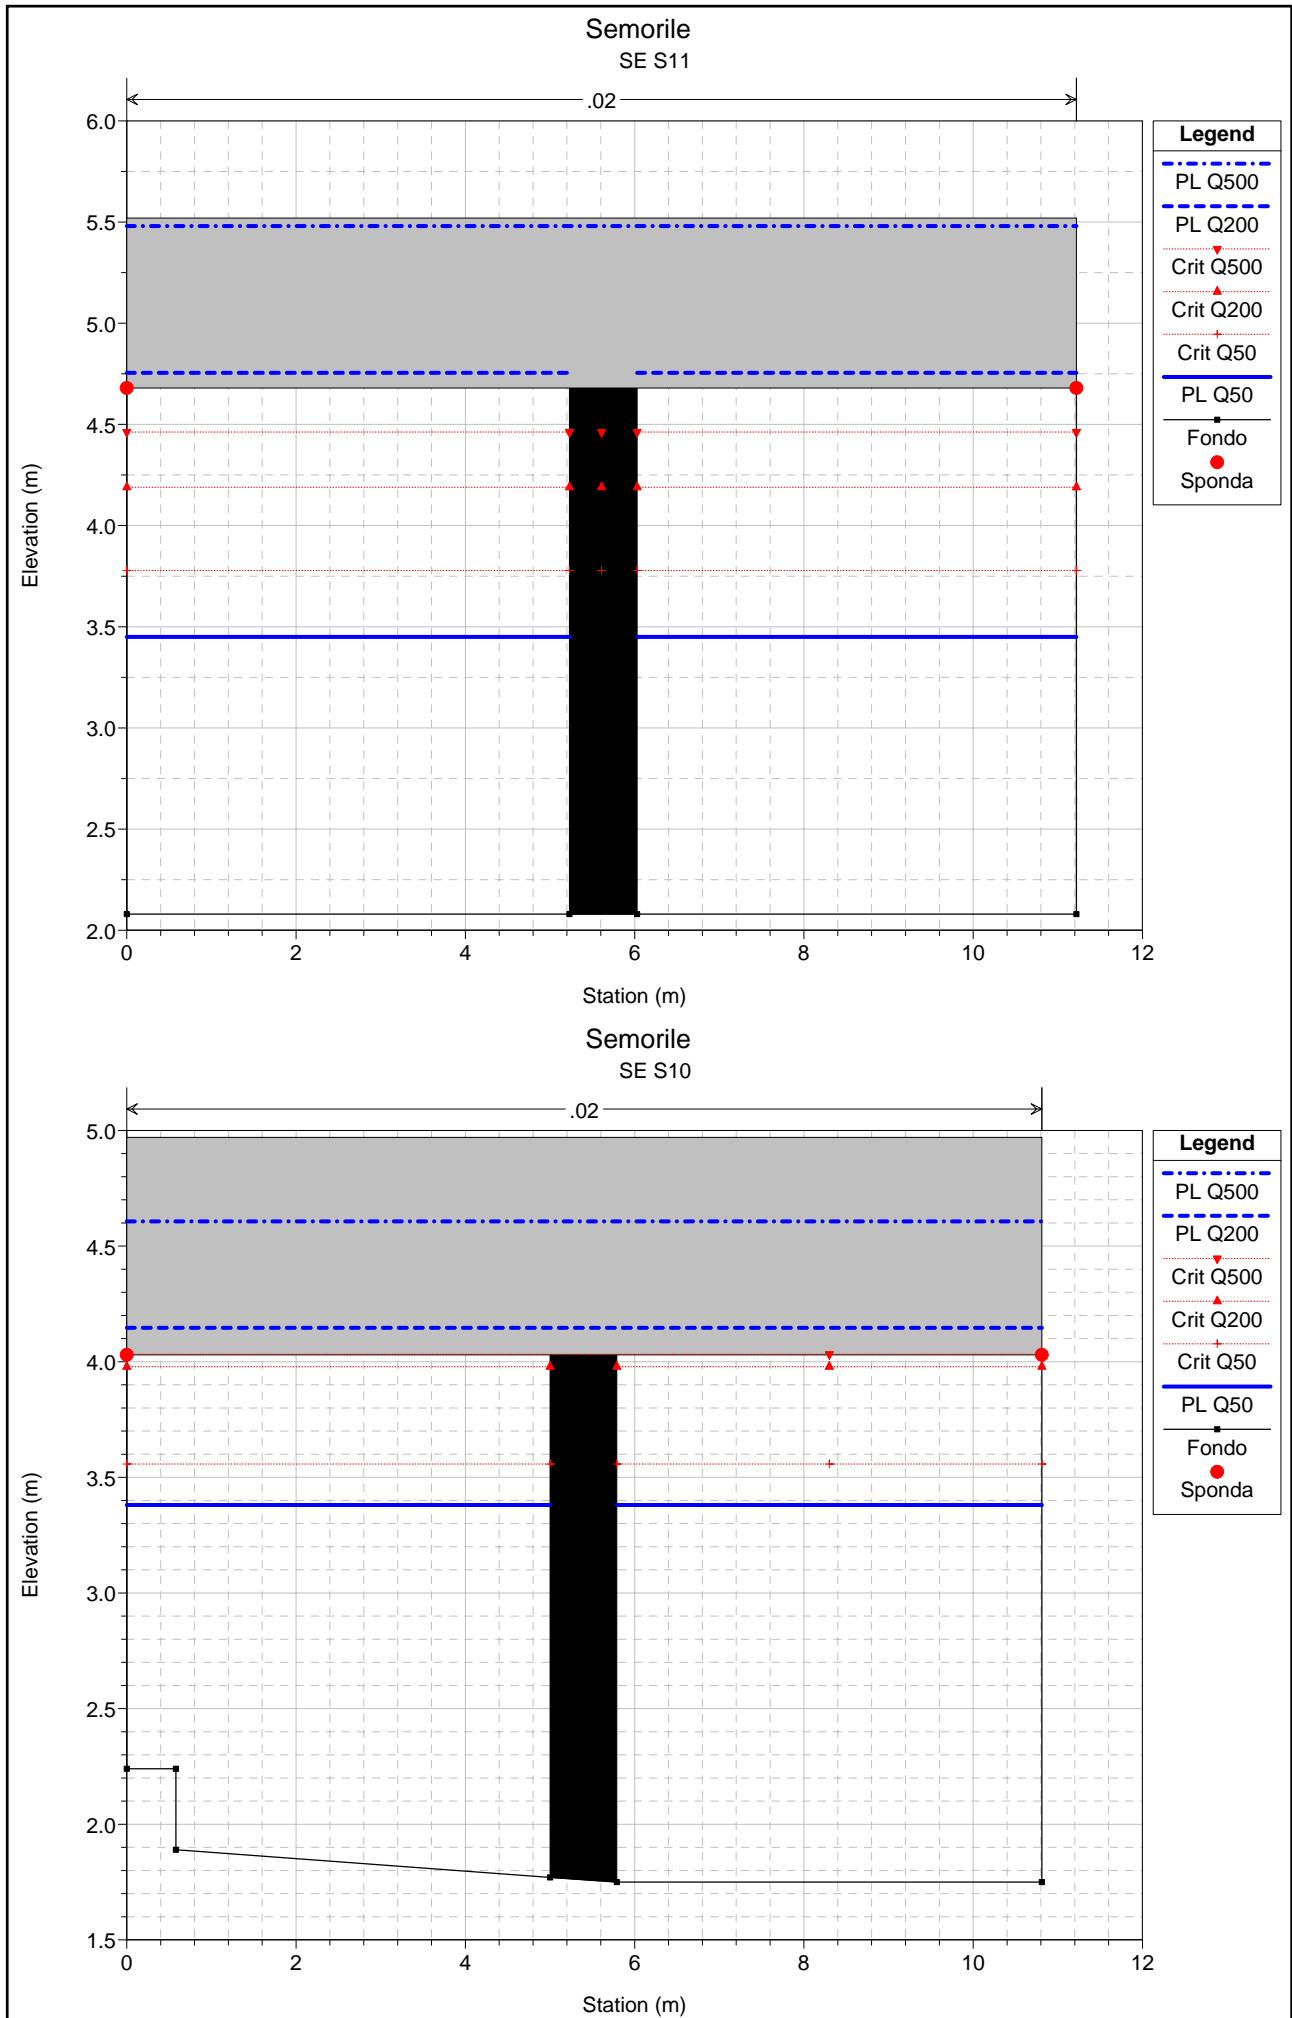 Semorile
SE S11
.02
6.0
5.5
5.0
4.5
4.0
3.5
3.0
2.5
2.0
Elevation (m)
0 2 4 6 8 10 12
Station (m)
Legend
PL Q500
PL Q200
Crit Q500
Crit Q200
Crit Q50
PL Q50
Fondo
Sponda
Semorile
SE S10
.02
5.0
4.5
4.0
3.5
3.0
2.5
2.0
1.5
Elevation (m)
0 2 4 6 8 10 12
Station (m)
Legend
PL Q500
PL Q200
Crit Q500
Crit Q200
Crit Q50
PL Q50
Fondo
Sponda